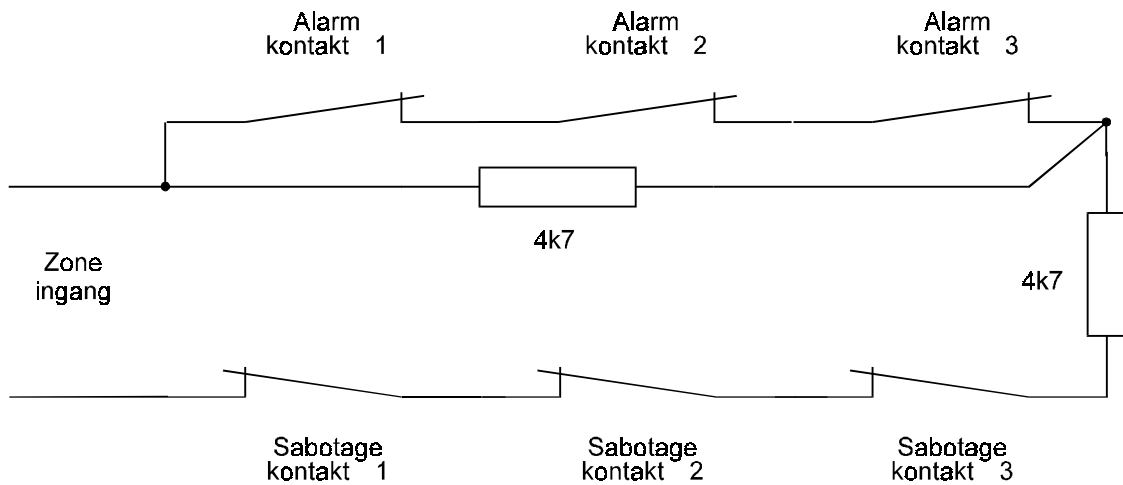 Alarm
kontakt 1
Alarm
kontakt 2
Alarm
kontakt 3
4k7
Zone
ingang
4k7
Sabotage
kontakt 1
Sabotage
kontakt 2
Sabotage
kontakt 3